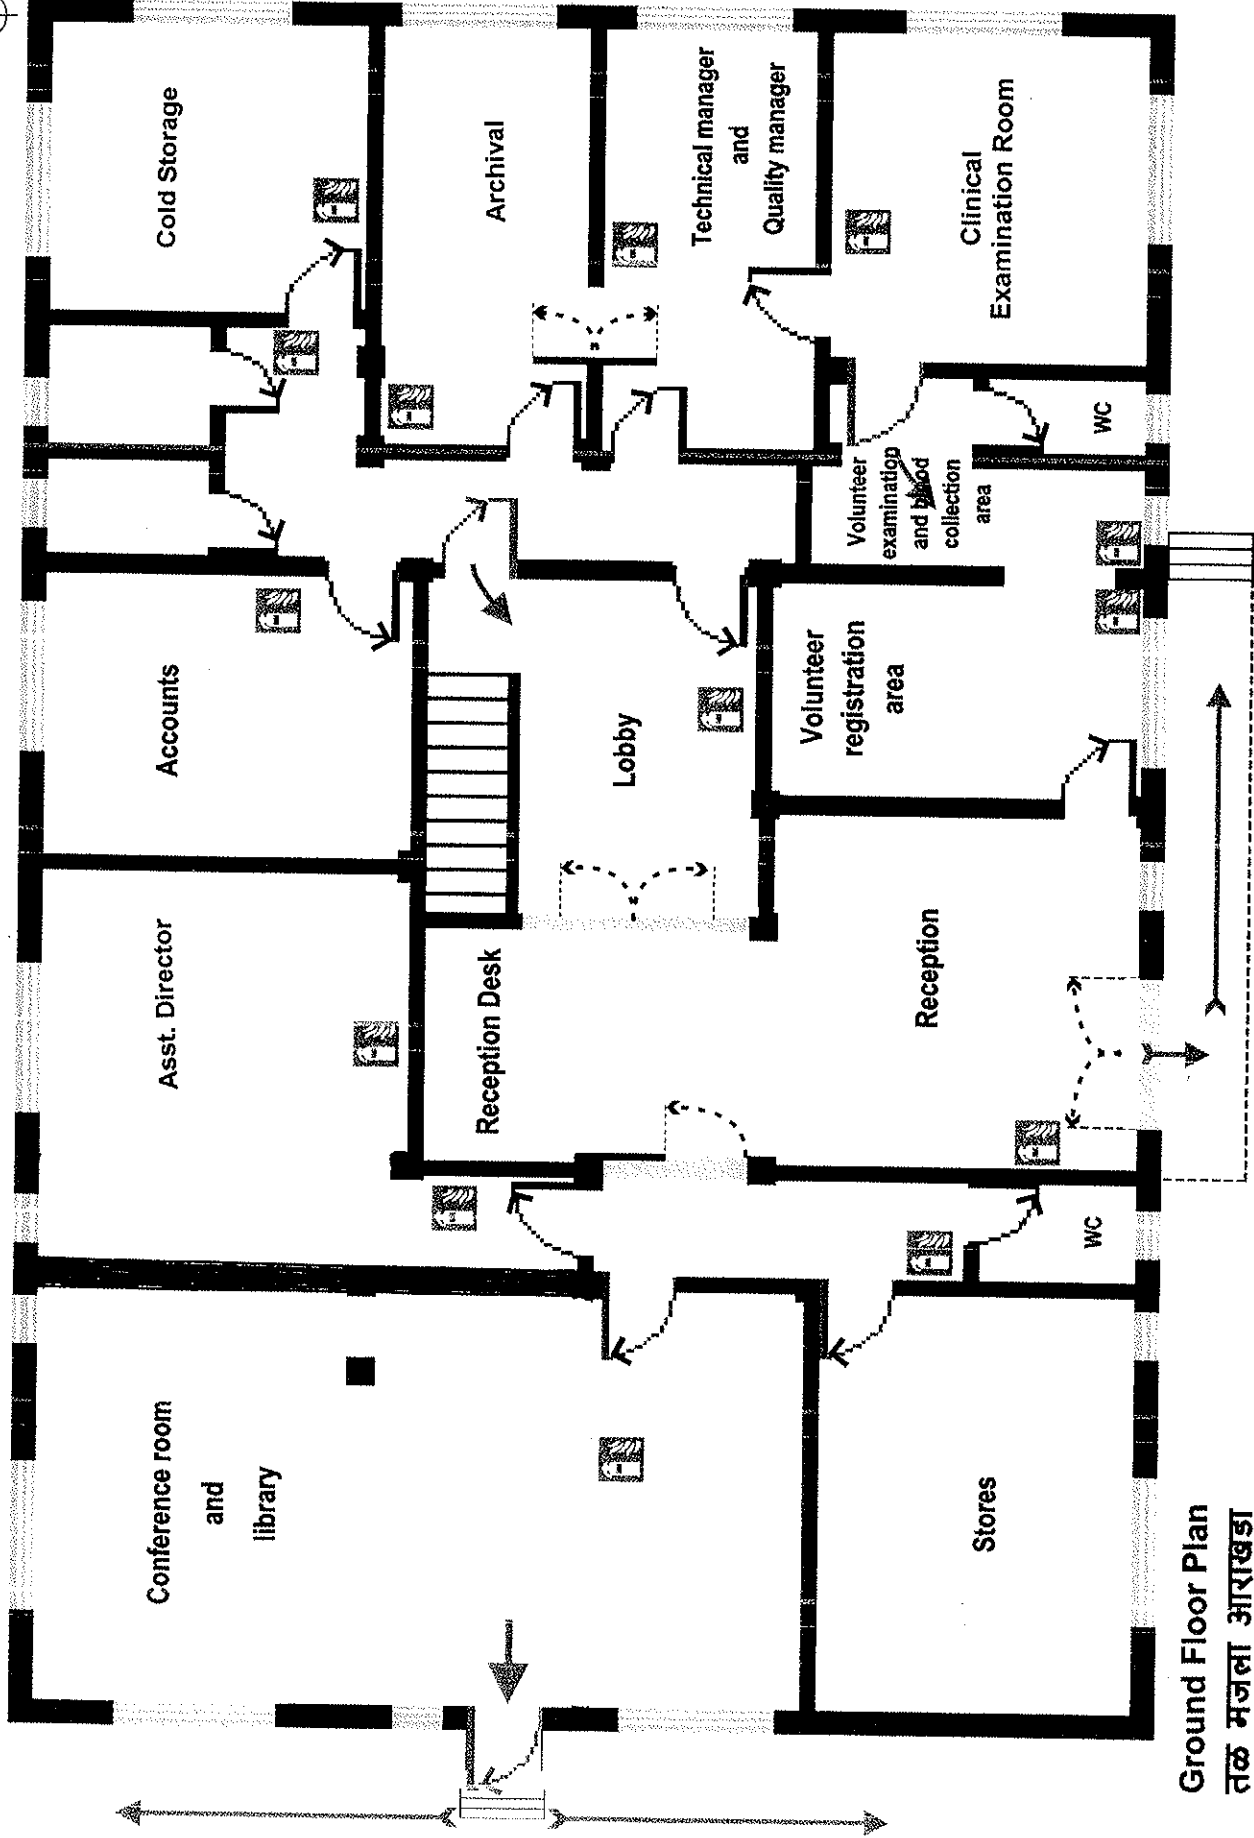 Conference room
and
library
Asst. Director
Accounts
Cold Storage
Reception Desk
Lobby
Archival
Technical manager
and
Quality manager
Volunteer
registration
area
Volunteer
examination
and blood
collection
area
Clinical
Examination Room
Reception
Stores
WC
WC
Ground Floor Plan
तळ मजला आराखडा